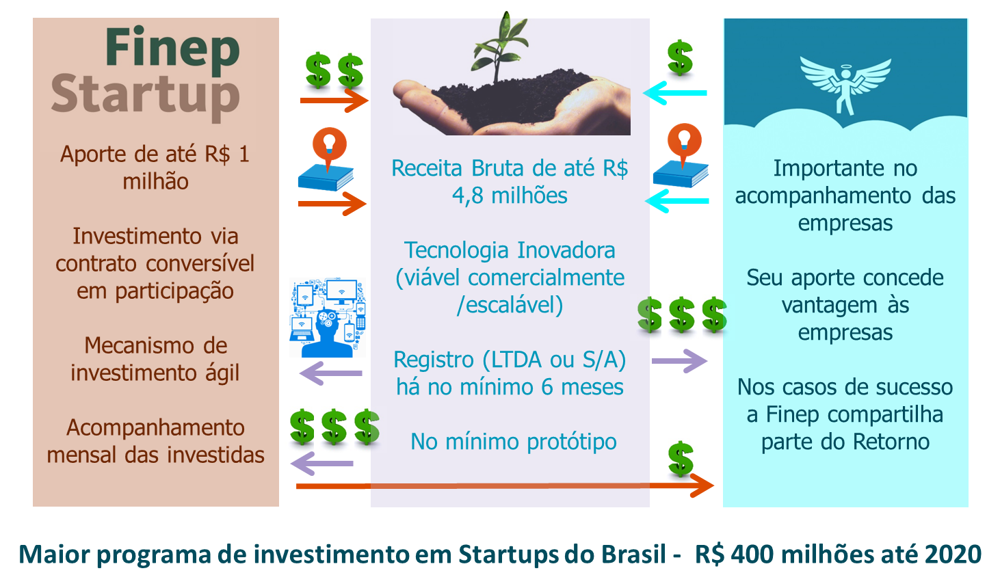 Finep
Startup
Aporte de até R$ 1
milhão
Investimento via
contrato conversível
em participação
Mecanismo de
investimento ágil
Acompanhamento
mensal das investidas
$ $
$ $ $
Receita Bruta de até R$
4,8 milhões
Tecnologia Inovadora
(viável comercialmente
/escalável)
Registro (LTDA ou S/A)
há no mínimo 6 meses
No mínimo protótipo
$
$ $ $
$
Importante no
acompanhamento das
empresas
Seu aporte concede
vantagem às
empresas
Nos casos de sucesso
a Finep compartilha
parte do Retorno
Maior programa de investimento em Startups do Brasil - R$ 400 milhões até 2020